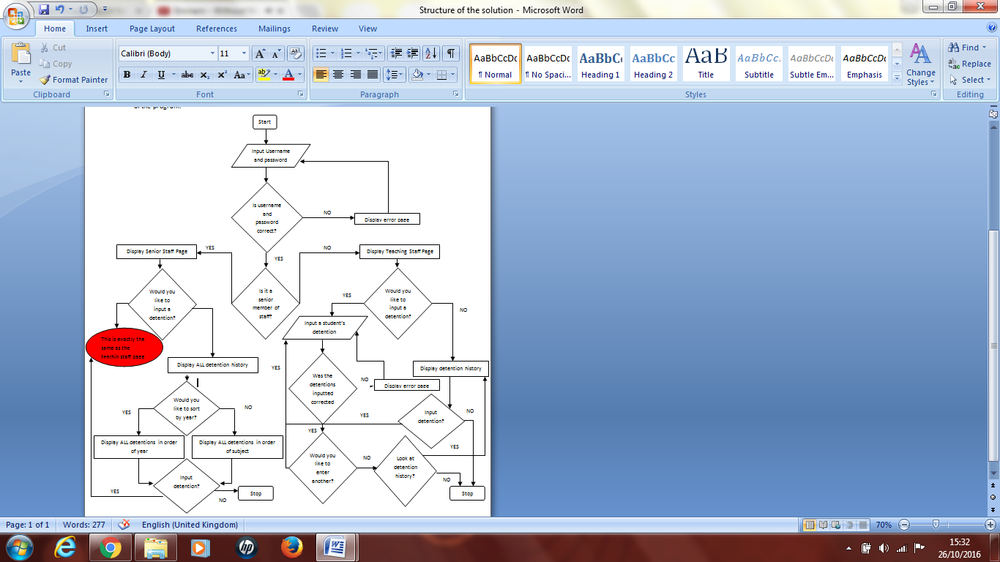 Structure of the solution - Microsoft Word
Home Insert Page Layout References Mailings Review View
Paste
Cut
Copy
Format Painter
Clipboard
Calibri (Body) 11
Font
Paragraph
AaBbCcDc AaBbCcDc AaBbC AaBbCc AaB AaBbCc. AaBbCcDc AaBbCcDc
¶ Normal ¶ No Spaci... Heading 1 Heading 2 Title Subtitle Subtle Em... Emphasis
Change
Styles
Styles
Find
Replace
Select
Editing
of the program.
Start
Input Username
and password
Is username
and
password
correct?
NO
Display error page
YES
Is it a
senior
member of
staff?
YES
Display Senior Staff Page
NO
Display Teaching Staff Page
Would you
like to
input a
detention?
This is exactly the
same as the
teachin staff page
Display ALL detention history
Would you
like to sort
by year?
YES
NO
Display ALL detentions in order
of year
Display ALL detentions in order
of subject
Input
detention?
YES
NO
Stop
Would you
like to
input a
detention?
YES
NO
Input a student's
detention
Was the
detentions
inputted
corrected
NO
Display error page
YES
YES
Would you
like to
enter
another?
NO
Look at
detention
history?
YES
NO
Display detention history
Input
detention?
YES
NO
Stop
Page: 1 of 1 Words: 277 English (United Kingdom) 70%
15:32
26/10/2016